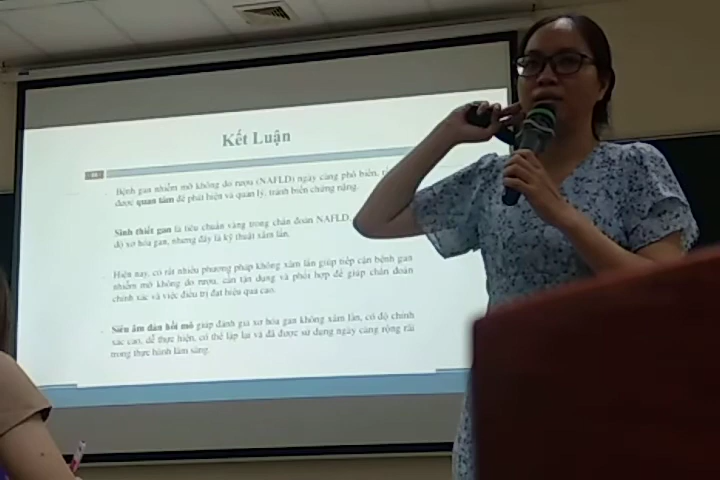 Kết Luận
Bệnh gan nhiễm mỡ không do rượu (NAFLD) ngày càng phổ biến,
được quan tâm để phát hiện và quản lý, tránh biến chứng nặng.
Sinh thiết gan là tiêu chuẩn vàng trong chẩn đoán NAFLD,
độ xơ hóa gan, nhưng đây là kỹ thuật xâm lấn.
Hiện nay, có rất nhiều phương pháp không xâm lấn giúp tiếp cận bệnh gan
nhiễm mỡ không do rượu, cần tận dụng và phối hợp để giúp chẩn đoán
chính xác và việc điều trị đạt hiệu quả cao.
Siêu âm đàn hồi mô giúp đánh giá xơ hóa gan không xâm lấn, có độ chính
xác cao, dễ thực hiện, có thể lặp lại và đã được sử dụng ngày càng rộng rãi
trong thực hành lâm sàng.